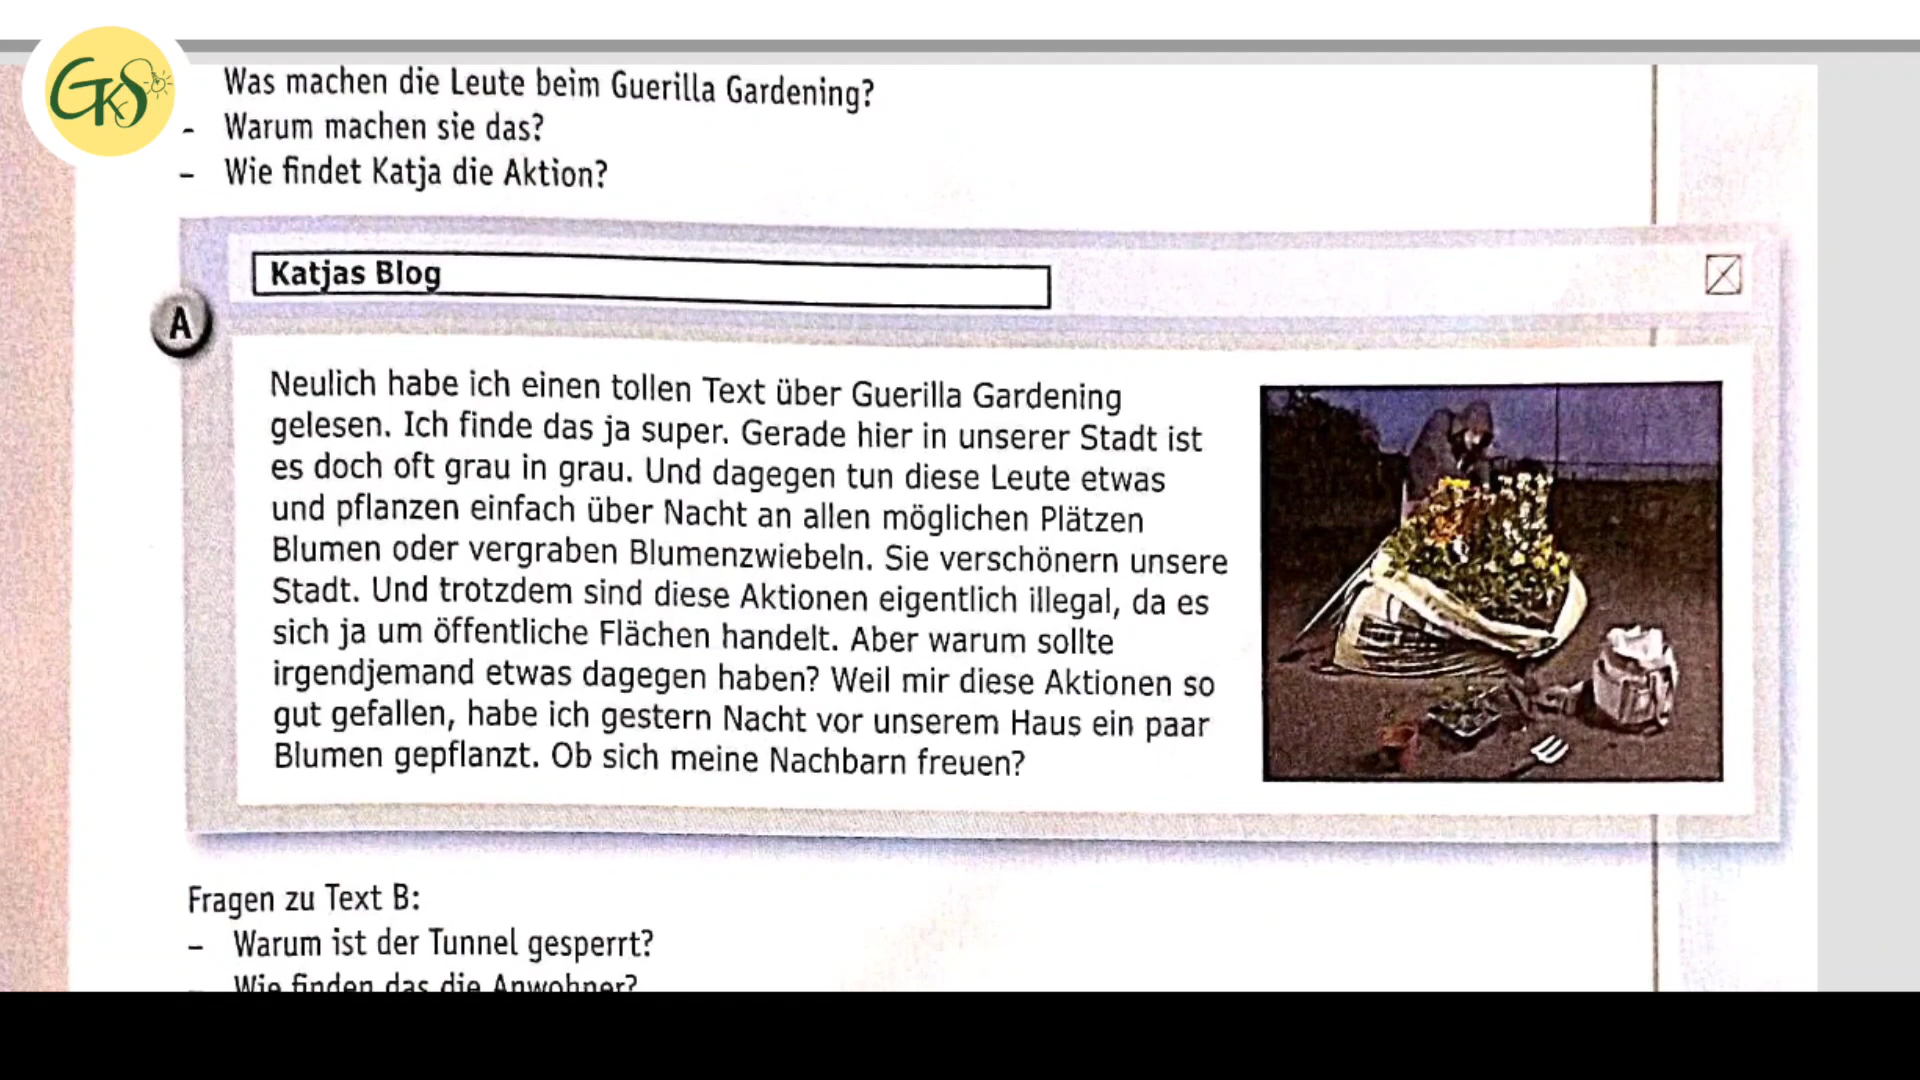 GKS
Was machen die Leute beim Guerilla Gardening?
- Warum machen sie das?
– Wie findet Katja die Aktion?
Katjas Blog
A
Neulich habe ich einen tollen Text über Guerilla Gardening
gelesen. Ich finde das ja super. Gerade hier in unserer Stadt ist
es doch oft grau in grau. Und dagegen tun diese Leute etwas
und pflanzen einfach über Nacht an allen möglichen Plätzen
Blumen oder vergraben Blumenzwiebeln. Sie verschönern unsere
Stadt. Und trotzdem sind diese Aktionen eigentlich illegal, da es
sich ja um öffentliche Flächen handelt. Aber warum sollte
irgendjemand etwas dagegen haben? Weil mir diese Aktionen so
gut gefallen, habe ich gestern Nacht vor unserem Haus ein paar
Blumen gepflanzt. Ob sich meine Nachbarn freuen?
Fragen zu Text B:
– Warum ist der Tunnel gesperrt?
– Wie finden das die Anwohner?